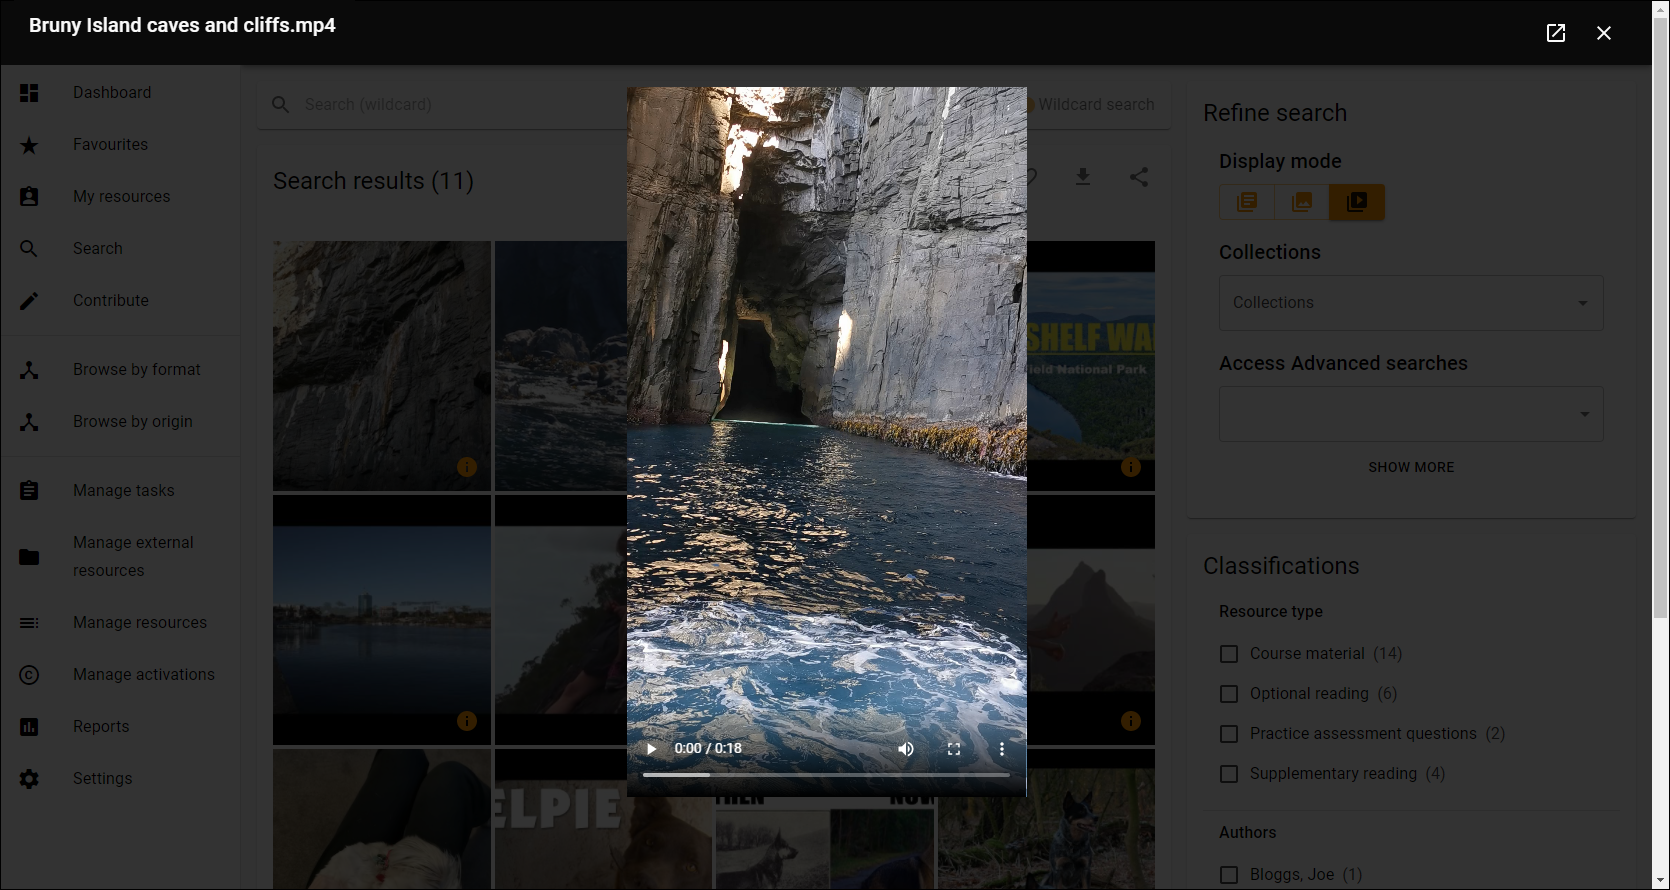 Bruny Island caves and cliffs.mp4
Dashboard
Favourites
My resources
Search
Contribute
Browse by format
Browse by origin
Manage tasks
Manage external
resources
Manage resources
Manage activations
Reports
Settings
Search (wildcard)
Wildcard search
Search results (11)
SHELF WA
ield National Park
0:00 / 0:18
ELPIE
THEN
NOW
Refine search
Display mode
Collections
Collections
Access Advanced searches
SHOW MORE
Classifications
Resource type
Course material (14)
Optional reading (6)
Practice assessment questions (2)
Supplementary reading (4)
Authors
Bloggs, Joe (1)